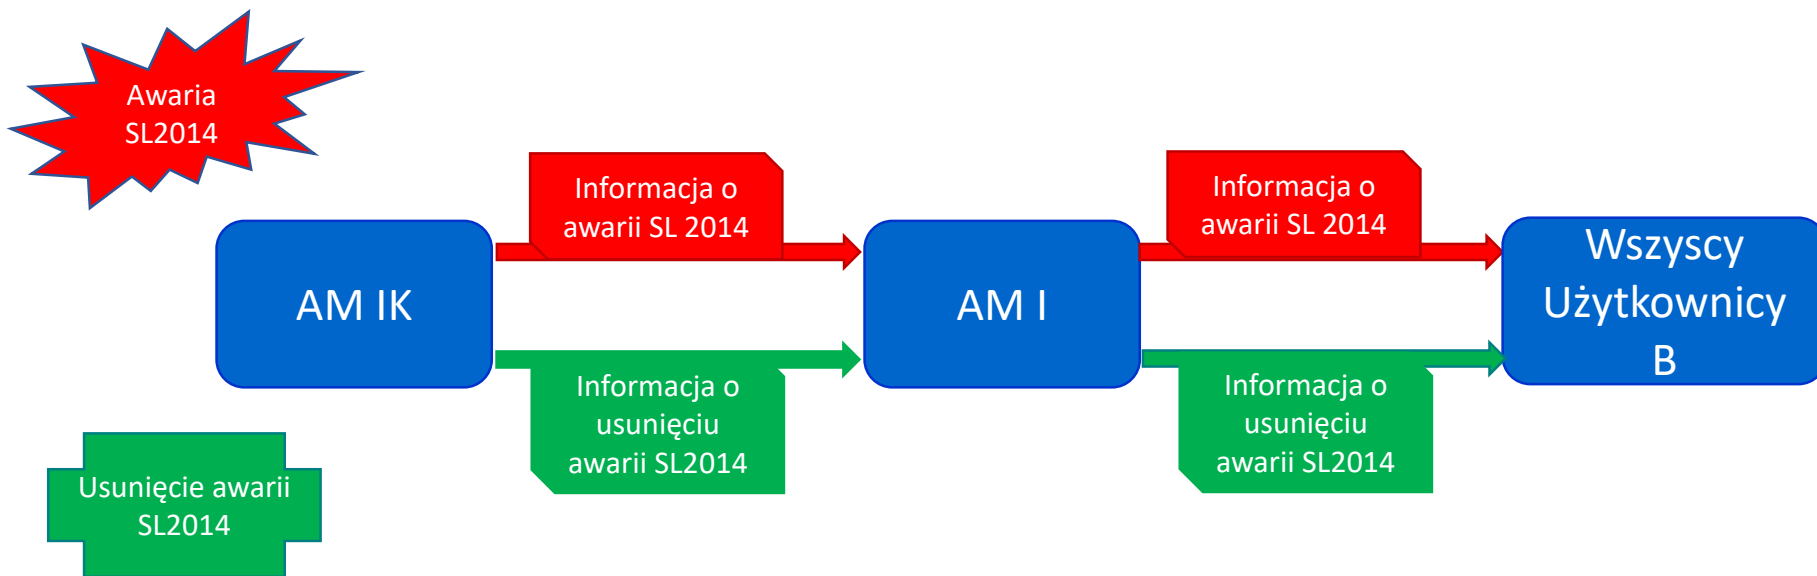 Awaria
SL2014
Informacja o
awarii SL 2014
Informacja o
awarii SL 2014
AM IK
AM I
Wszyscy
Użytkownicy
B
Informacja o
usunięciu
awarii SL2014
Informacja o
usunięciu
awarii SL2014
Usunięcie awarii
SL2014